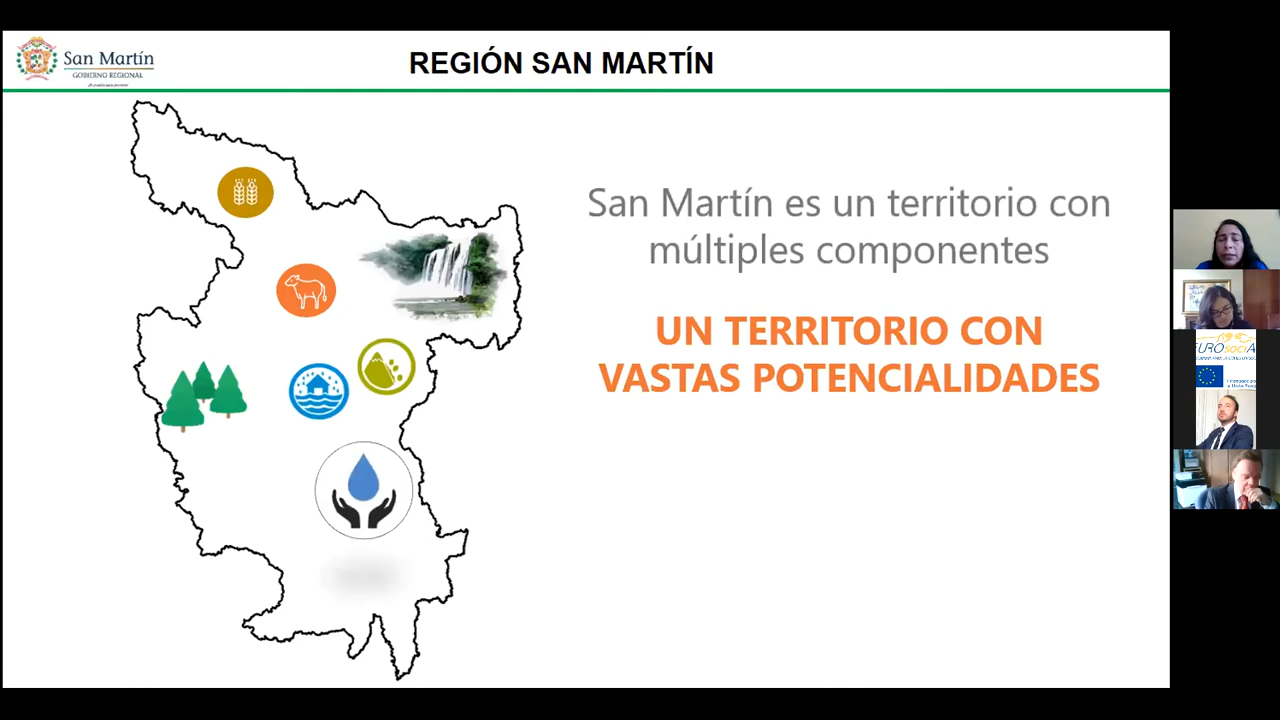 San Martín
GOBIERNO REGIONAL
REGIÓN SAN MARTÍN
San Martín es un territorio con
múltiples componentes
UN TERRITORIO CON
VASTAS POTENCIALIDADES
EUROsociAL